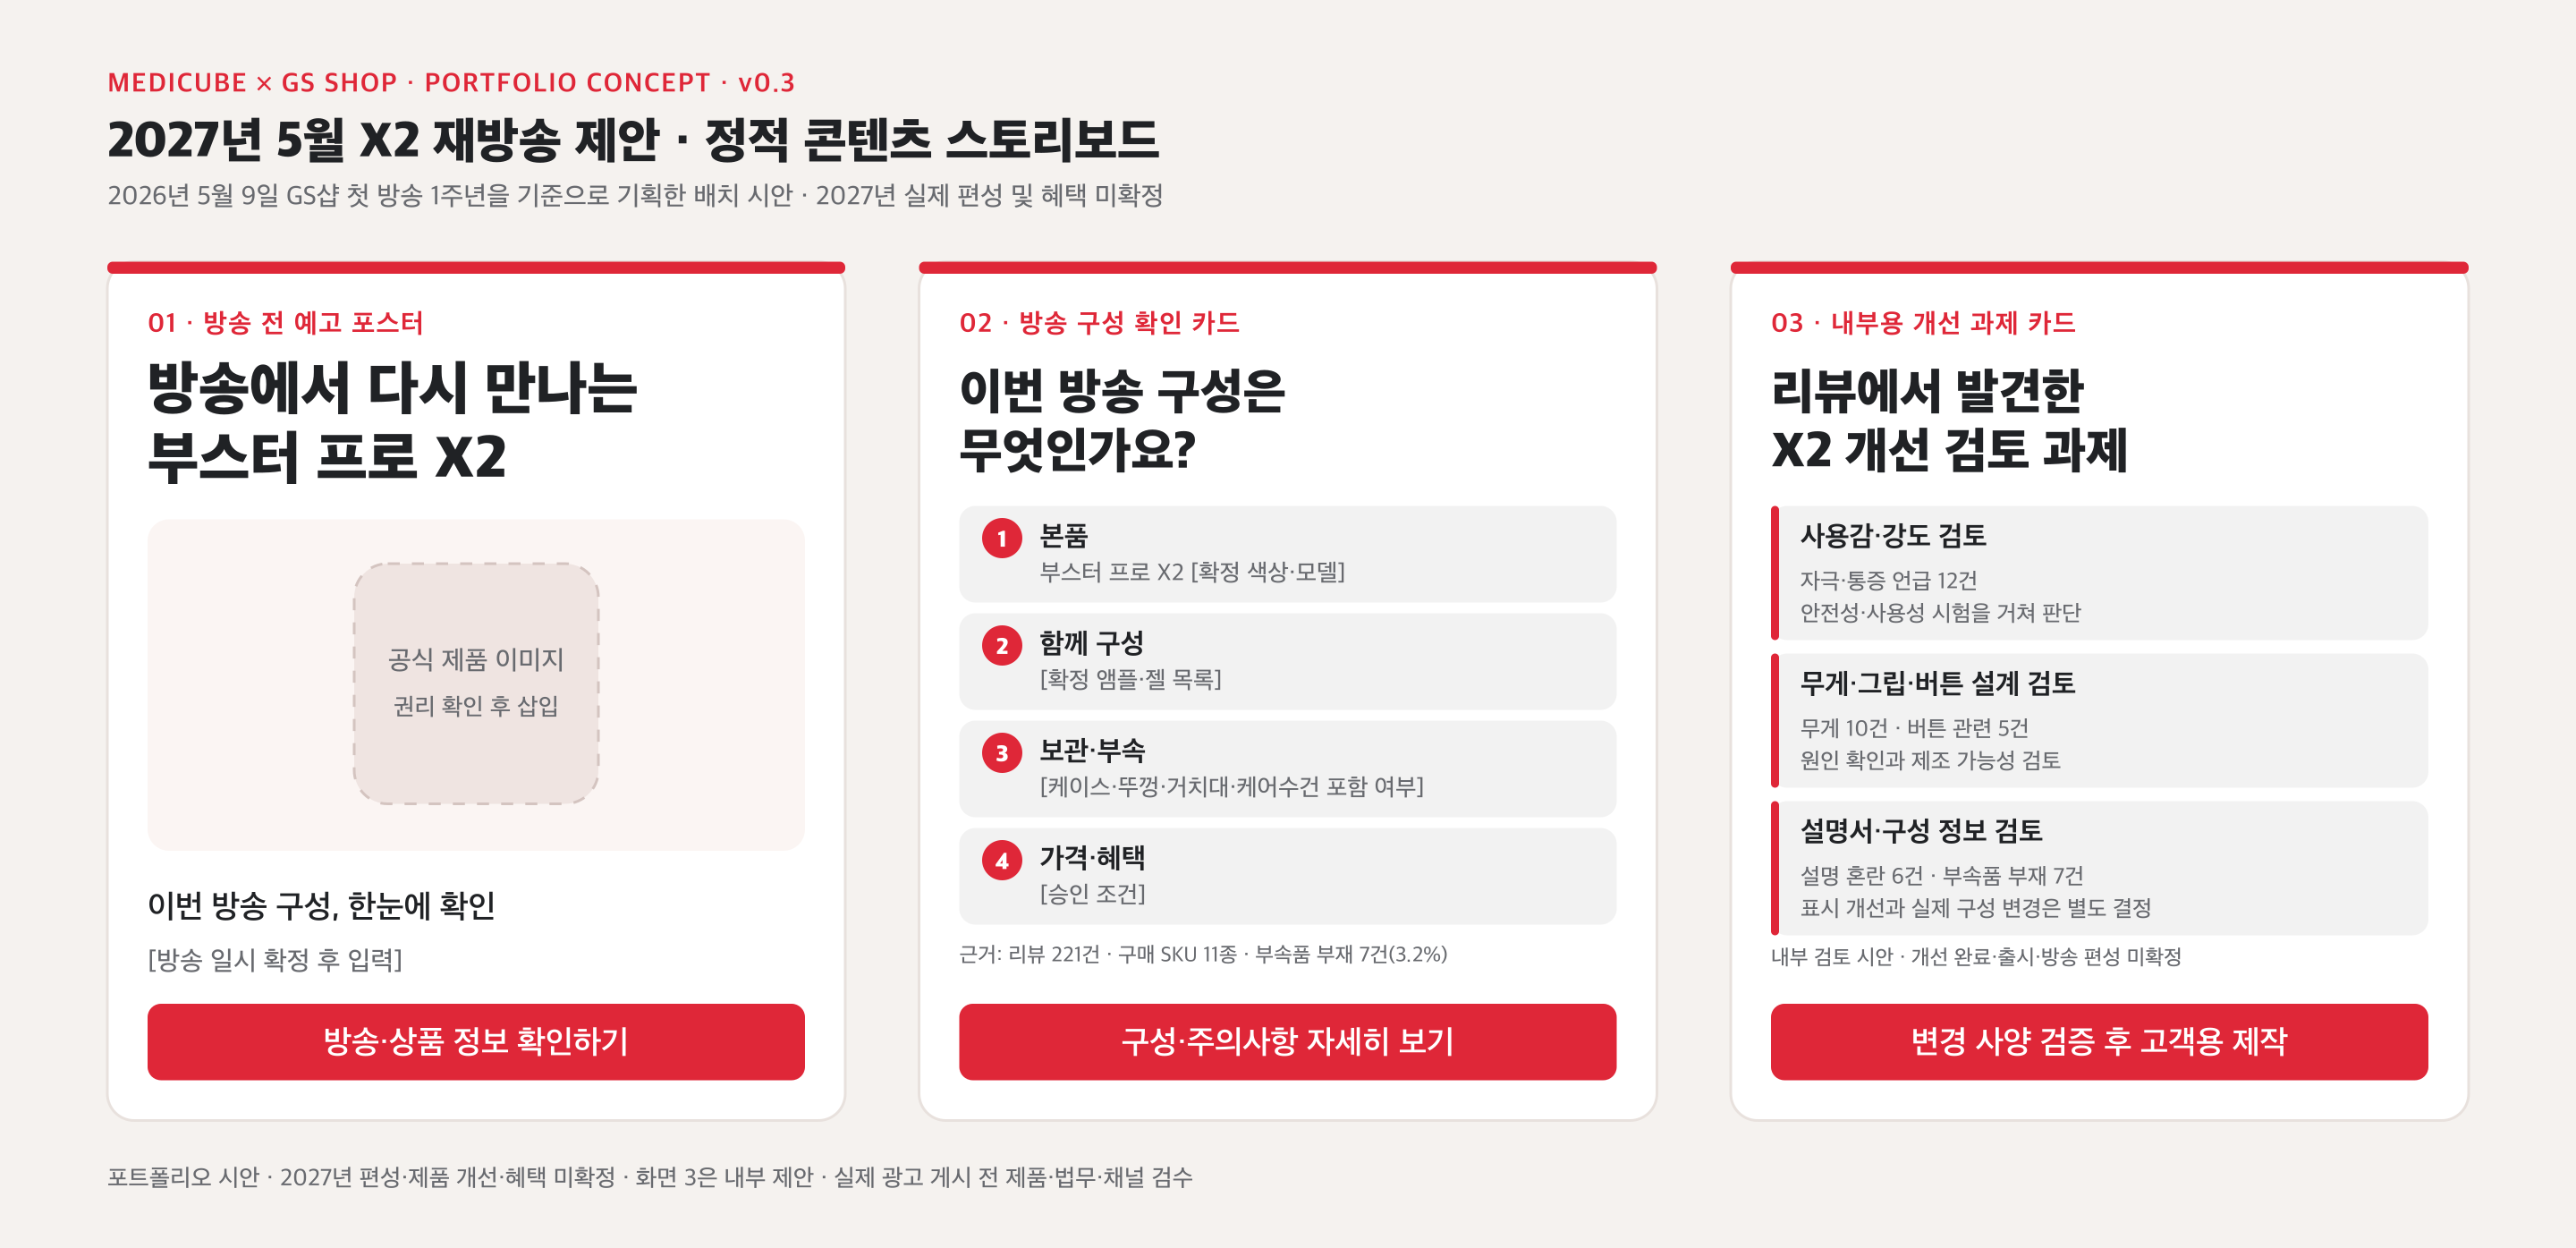 MEDICUBE × GS SHOP · PORTFOLIO CONCEPT · v0.3
2027년 5월 X2 재방송 제안 · 정적 콘텐츠 스토리보드
2026년 5월 9일 GS샵 첫 방송 1주년을 기준으로 기획한 배치 시안 · 2027년 실제 편성 및 혜택 미확정
01 · 방송 전 예고 포스터
방송에서 다시 만나는
부스터 프로 X2
공식 제품 이미지
권리 확인 후 삽입
이번 방송 구성, 한눈에 확인
[방송 일시 확정 후 입력]
방송·상품 정보 확인하기
02 · 방송 구성 확인 카드
이번 방송 구성은
무엇인가요?
1 본품
부스터 프로 X2 [확정 색상·모델]
2 함께 구성
[확정 앰플·젤 목록]
3 보관·부속
[케이스·뚜껑·거치대·케어수건 포함 여부]
4 가격·혜택
[승인 조건]
근거: 리뷰 221건 · 구매 SKU 11종 · 부속품 부재 7건(3.2%)
구성·주의사항 자세히 보기
03 · 내부용 개선 과제 카드
리뷰에서 발견한
X2 개선 검토 과제
사용감·강도 검토
자극·통증 언급 12건
안전성·사용성 시험을 거쳐 판단
무게·그립·버튼 설계 검토
무게 10건 · 버튼 관련 5건
원인 확인과 제조 가능성 검토
설명서·구성 정보 검토
설명 혼란 6건 · 부속품 부재 7건
표시 개선과 실제 구성 변경은 별도 결정
내부 검토 시안 · 개선 완료·출시·방송 편성 미확정
변경 사양 검증 후 고객용 제작
포트폴리오 시안 · 2027년 편성·제품 개선·혜택 미확정 · 화면 3은 내부 제안 · 실제 광고 게시 전 제품·법무·채널 검수